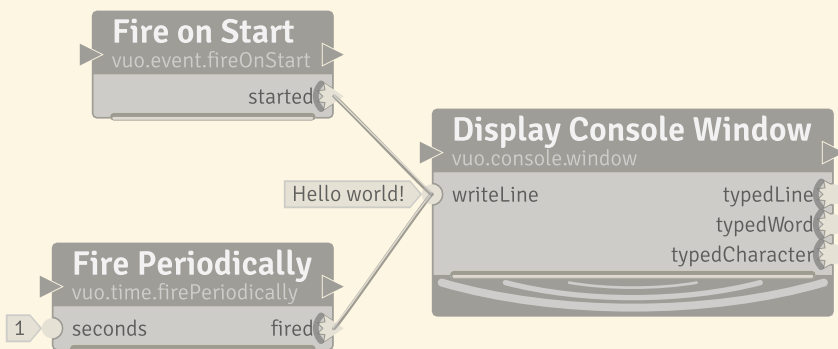 Fire on Start
vuo.event.fireOnStart
started
Display Console Window
vuo.console.window
Hello world!
writeLine
typedLine
typedWord
typedCharacter
Fire Periodically
vuo.time.firePeriodically
1
seconds
fired